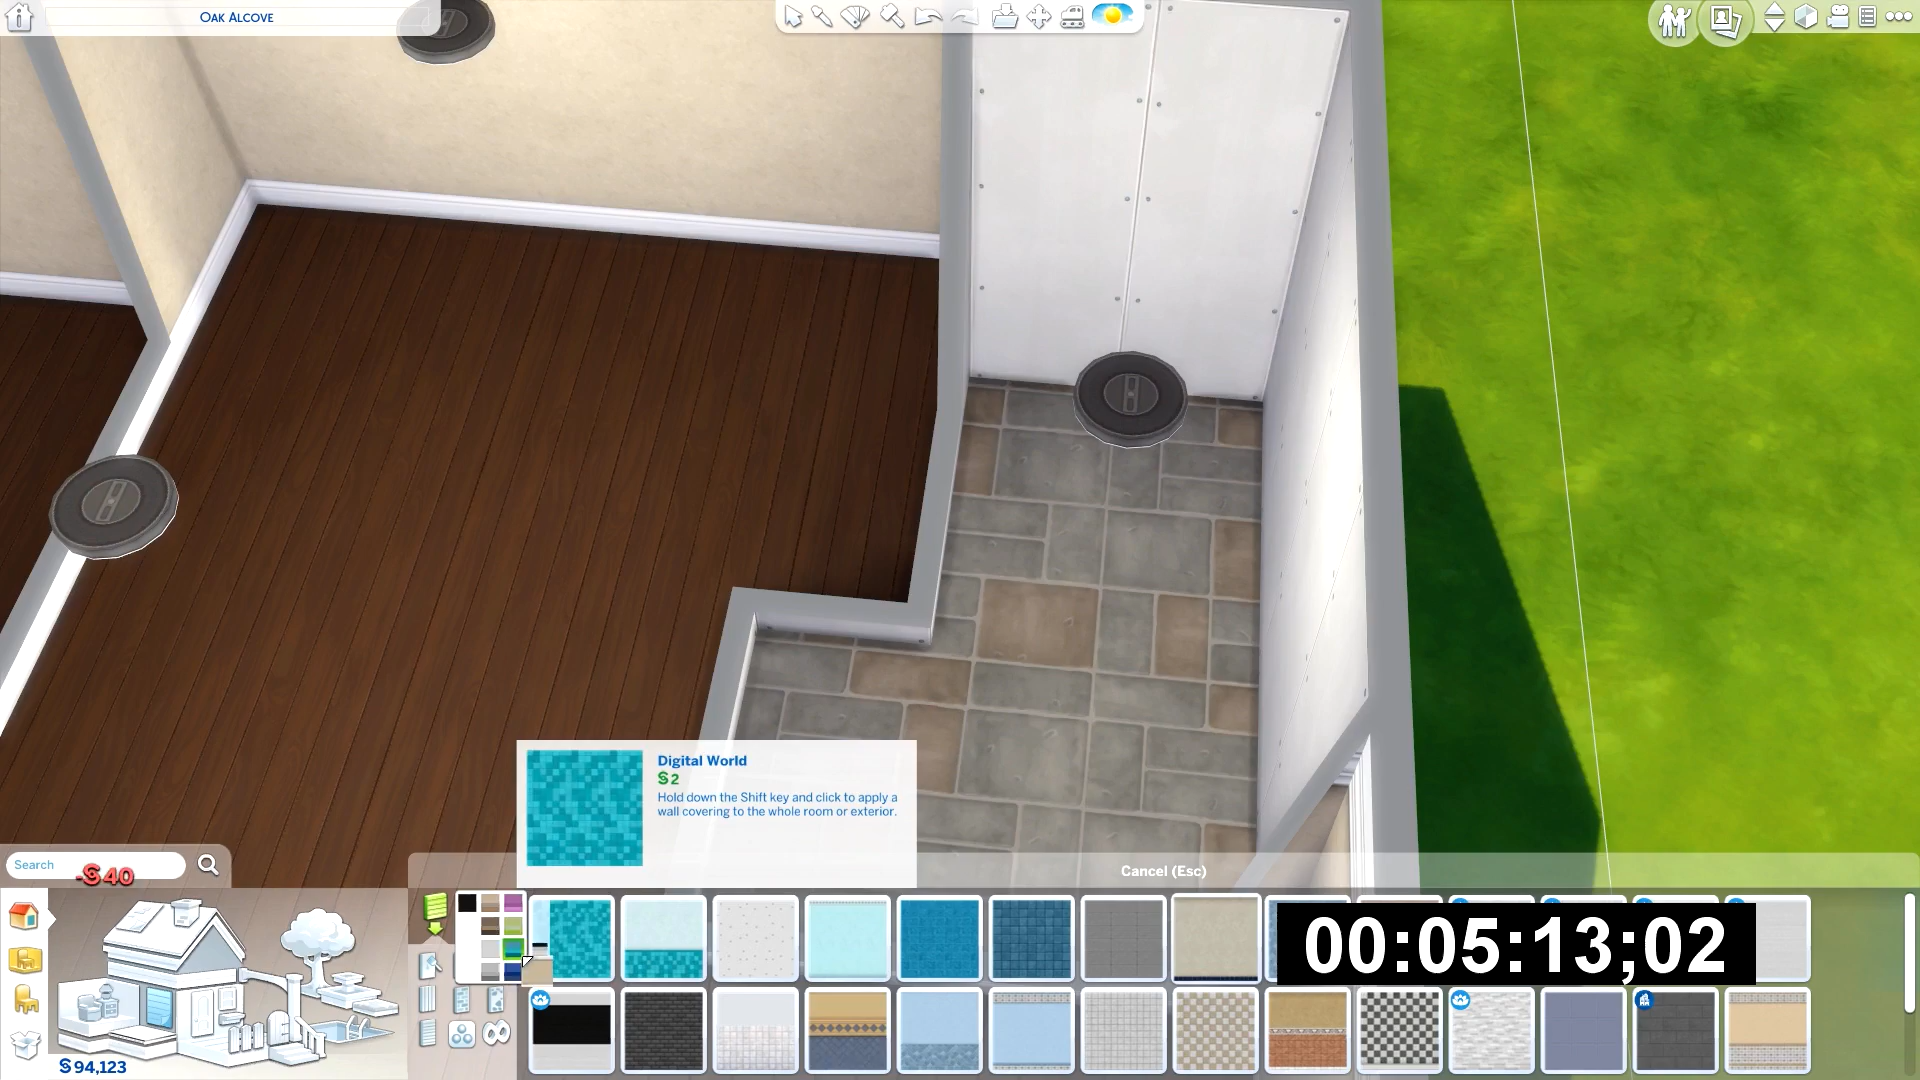 Oak Alcove
Digital World
§2
Hold down the Shift key and click to apply a
wall covering to the whole room or exterior.
Search
-§40
Cancel (Esc)
00:05:13;02
§94,123